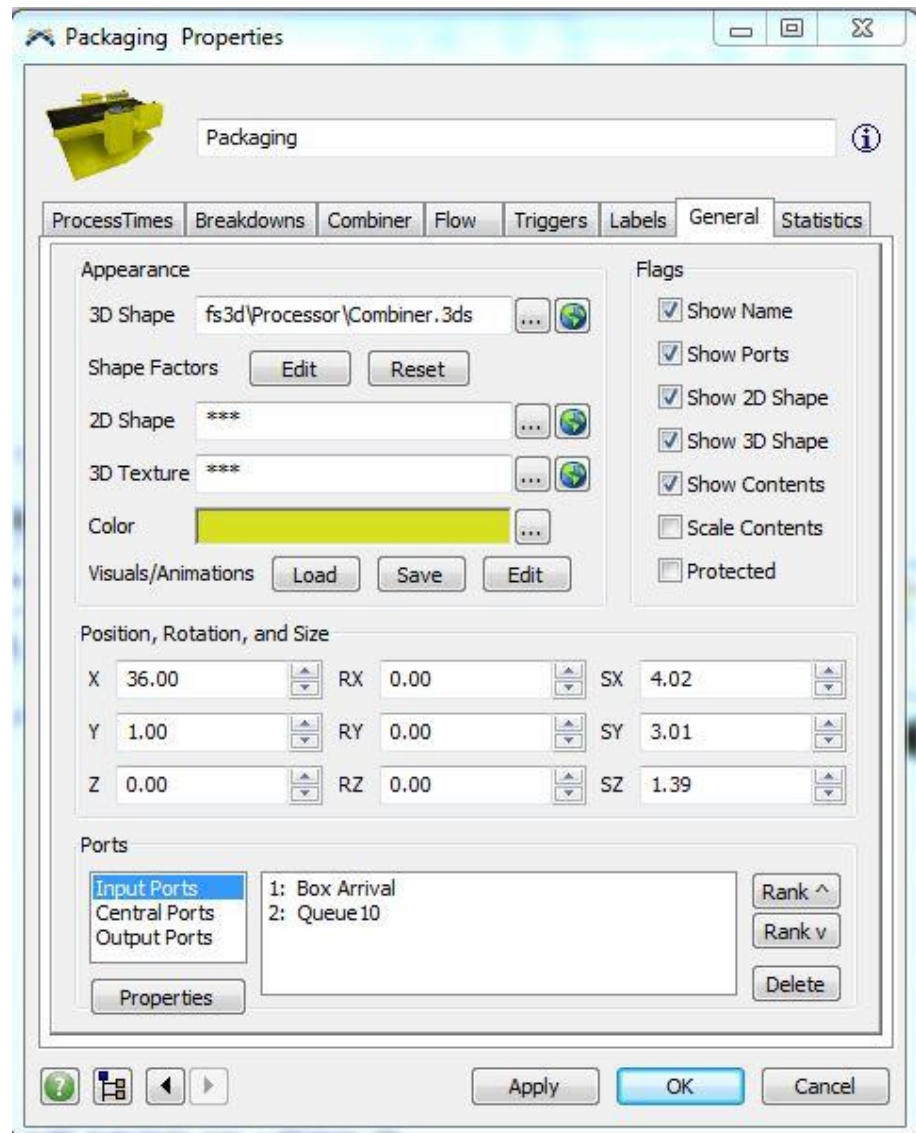 Packaging Properties
Packaging
ProcessTimes Breakdowns Combiner Flow Triggers Labels General Statistics
Appearance
3D Shape fs3d\Processor\Combiner.3ds ...
Shape Factors Edit Reset
2D Shape *** ...
3D Texture *** ...
Color ...
Visuals/Animations Load Save Edit
Flags
Show Name
Show Ports
Show 2D Shape
Show 3D Shape
Show Contents
Scale Contents
Protected
Position, Rotation, and Size
X 36.00 RX 0.00 SX 4.02
Y 1.00 RY 0.00 SY 3.01
Z 0.00 RZ 0.00 SZ 1.39
Ports
Input Ports
Central Ports
Output Ports
Properties
1: Box Arrival
2: Queue10
Rank ^
Rank v
Delete
? Apply OK Cancel